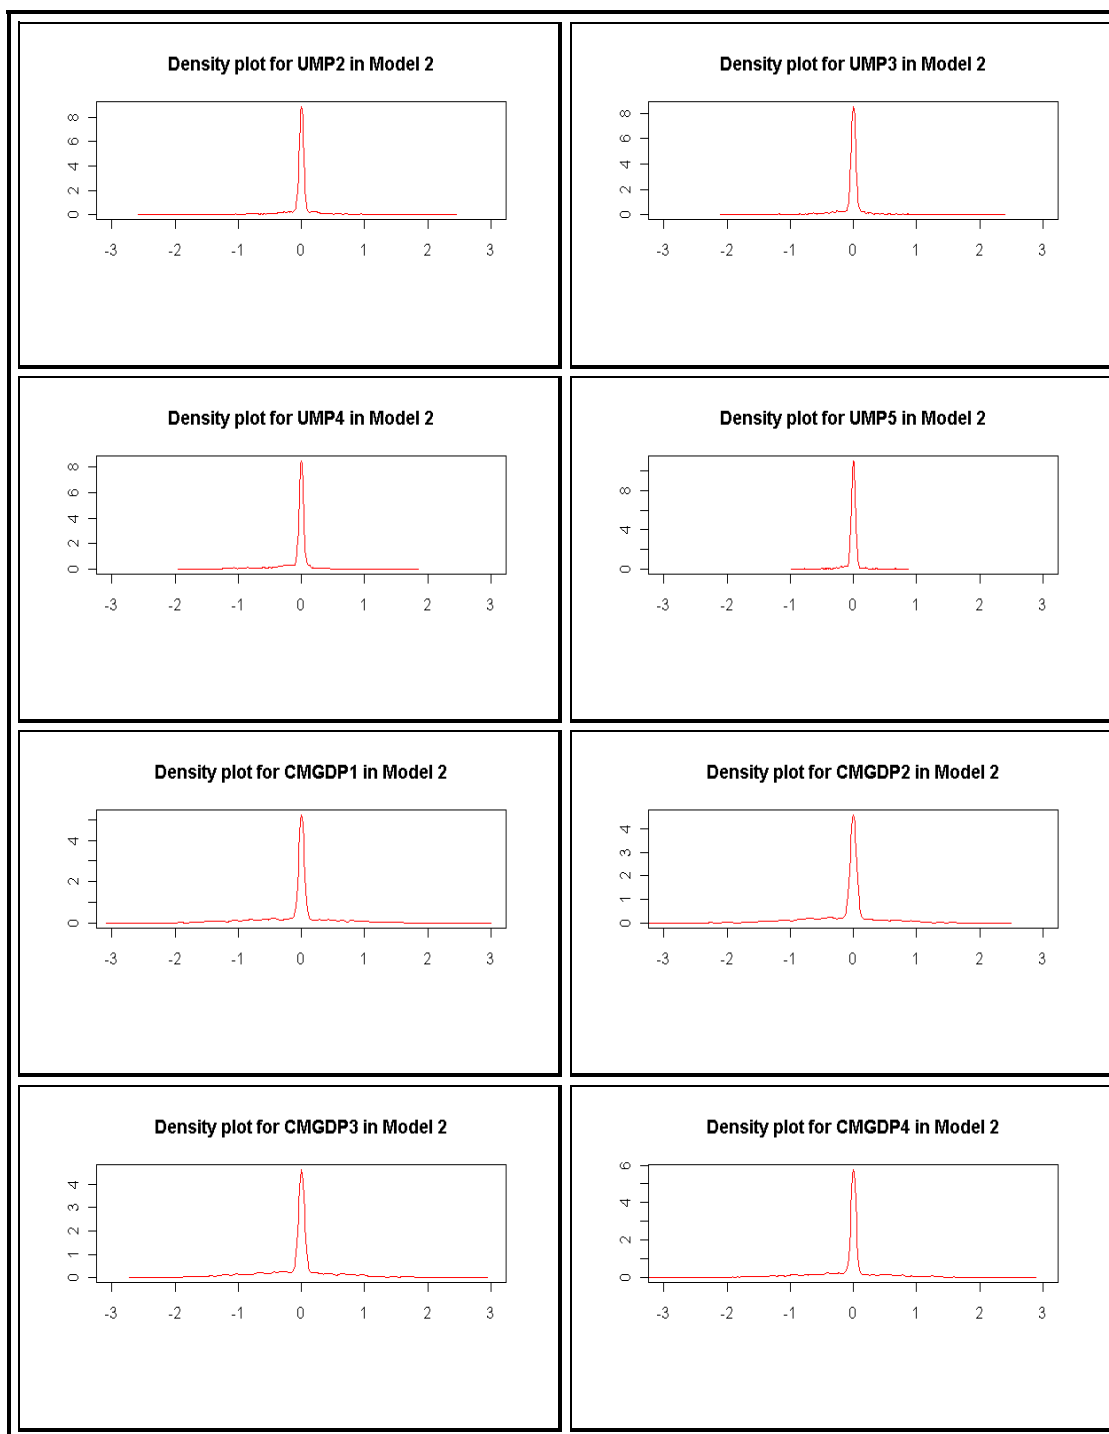 Density plot for UMP2 in Model 2
8
6
4
2
0
-3 -2 -1 0 1 2 3
Density plot for UMP3 in Model 2
8
6
4
2
0
-3 -2 -1 0 1 2 3
Density plot for UMP4 in Model 2
8
6
4
2
0
-3 -2 -1 0 1 2 3
Density plot for UMP5 in Model 2
8
4
0
-3 -2 -1 0 1 2 3
Density plot for CMGDP1 in Model 2
4
2
0
-3 -2 -1 0 1 2 3
Density plot for CMGDP2 in Model 2
4
3
2
1
0
-3 -2 -1 0 1 2 3
Density plot for CMGDP3 in Model 2
4
3
2
1
0
-3 -2 -1 0 1 2 3
Density plot for CMGDP4 in Model 2
6
4
2
0
-3 -2 -1 0 1 2 3